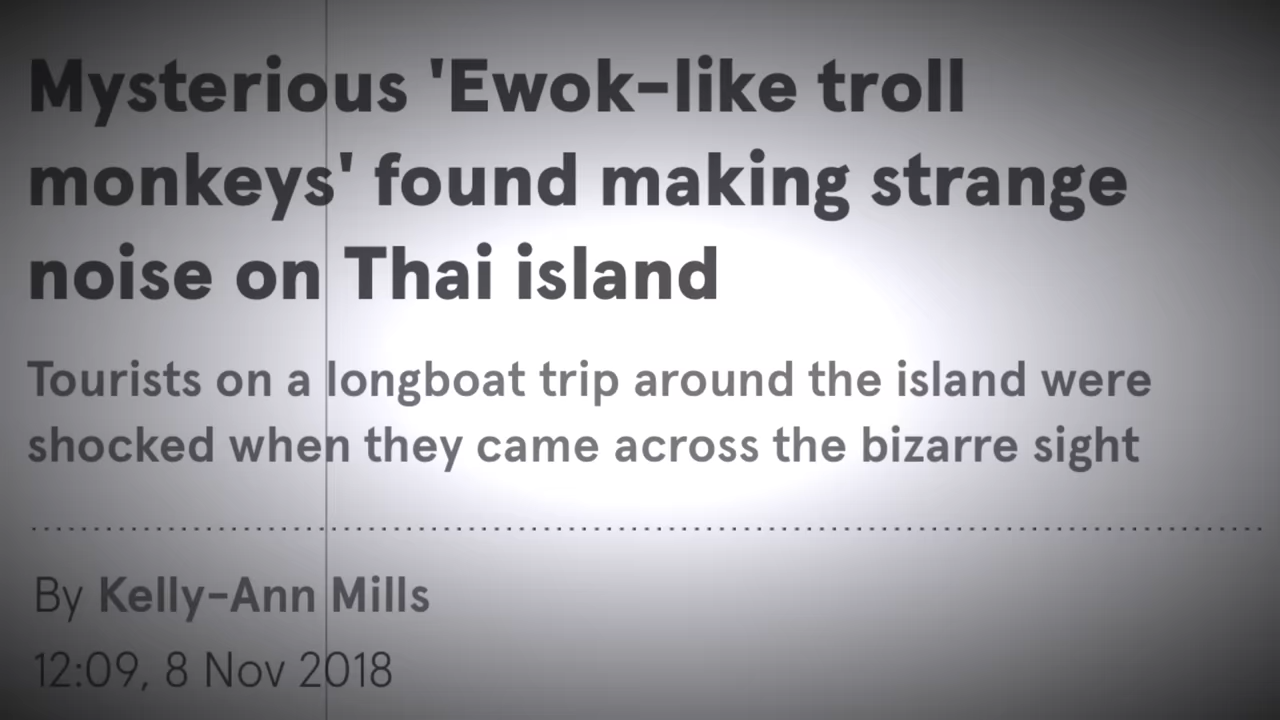 Mysterious 'Ewok-like troll
monkeys' found making strange
noise on Thai island
Tourists on a longboat trip around the island were
shocked when they came across the bizarre sight
By Kelly-Ann Mills
12:09, 8 Nov 2018